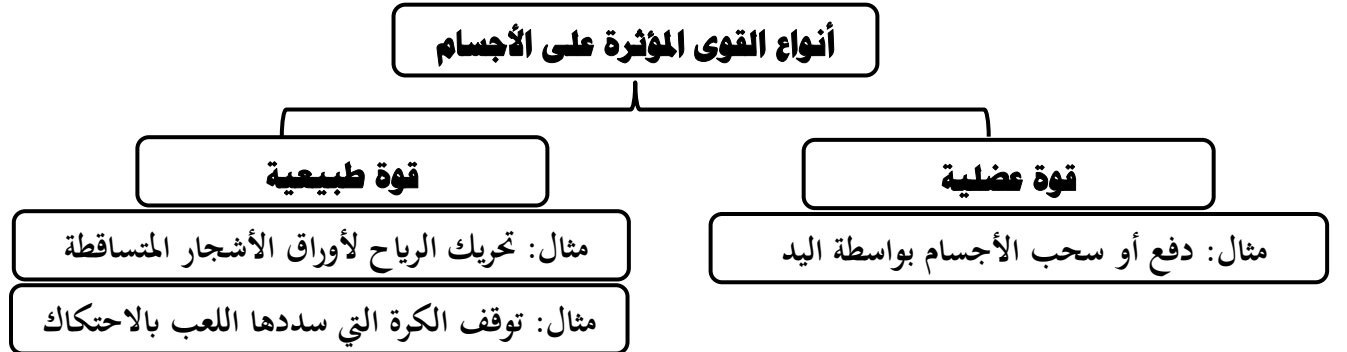 أنواع القوى المؤثرة على الأجسام
قوة عضلية
مثال: دفع أو سحب الأجسام بواسطة اليد
قوة طبيعية
مثال: تحريك الرياح لأوراق الأشجار المتساقطة
مثال: توقف الكرة التي سددها اللعب بالاحتكاك